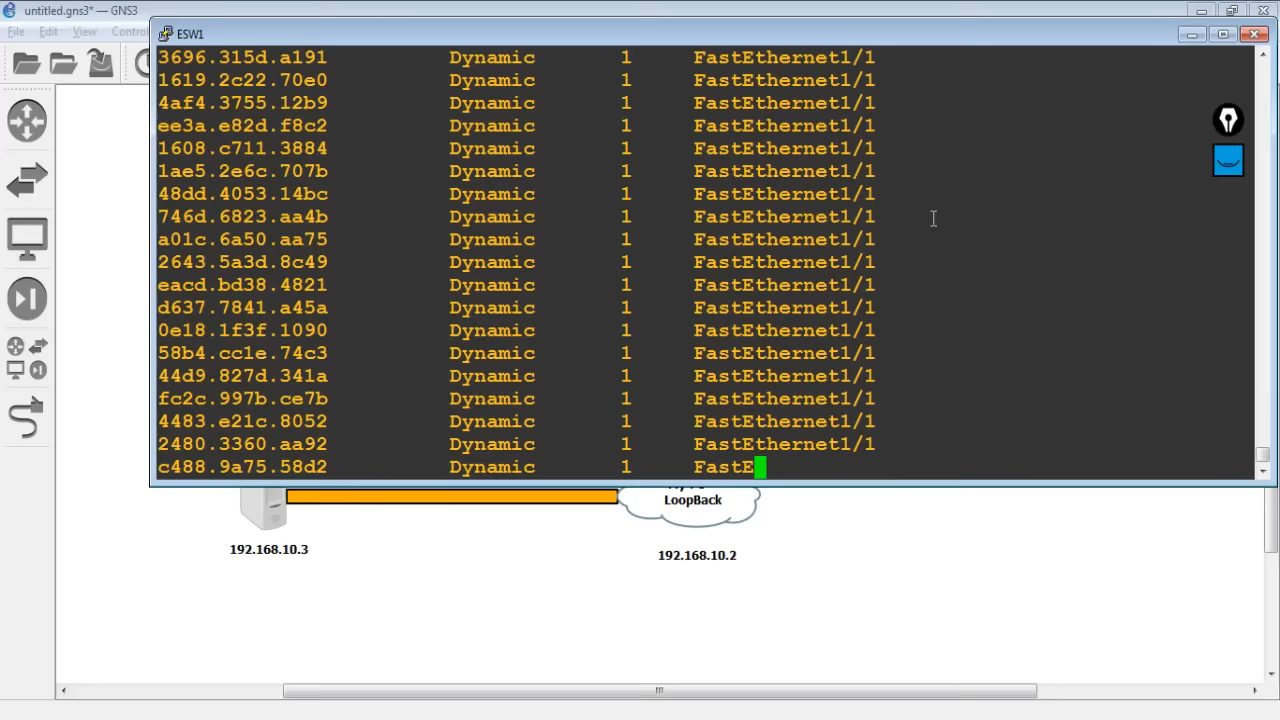 untitled.gns3* — GNS3
File Edit View Control
ESW1
3696.315d.a191 Dynamic 1 FastEthernet1/1
1619.2c22.70e0 Dynamic 1 FastEthernet1/1
4af4.3755.12b9 Dynamic 1 FastEthernet1/1
ee3a.e82d.f8c2 Dynamic 1 FastEthernet1/1
1608.c711.3884 Dynamic 1 FastEthernet1/1
1ae5.2e6c.707b Dynamic 1 FastEthernet1/1
48dd.4053.14bc Dynamic 1 FastEthernet1/1
746d.6823.aa4b Dynamic 1 FastEthernet1/1
a01c.6a50.aa75 Dynamic 1 FastEthernet1/1
2643.5a3d.8c49 Dynamic 1 FastEthernet1/1
eacd.bd38.4821 Dynamic 1 FastEthernet1/1
d637.7841.a45a Dynamic 1 FastEthernet1/1
0e18.1f3f.1090 Dynamic 1 FastEthernet1/1
58b4.cc1e.74c3 Dynamic 1 FastEthernet1/1
44d9.827d.341a Dynamic 1 FastEthernet1/1
fc2c.997b.ce7b Dynamic 1 FastEthernet1/1
4483.e21c.8052 Dynamic 1 FastEthernet1/1
2480.3360.aa92 Dynamic 1 FastEthernet1/1
c488.9a75.58d2 Dynamic 1 FastE
LoopBack
192.168.10.3
192.168.10.2